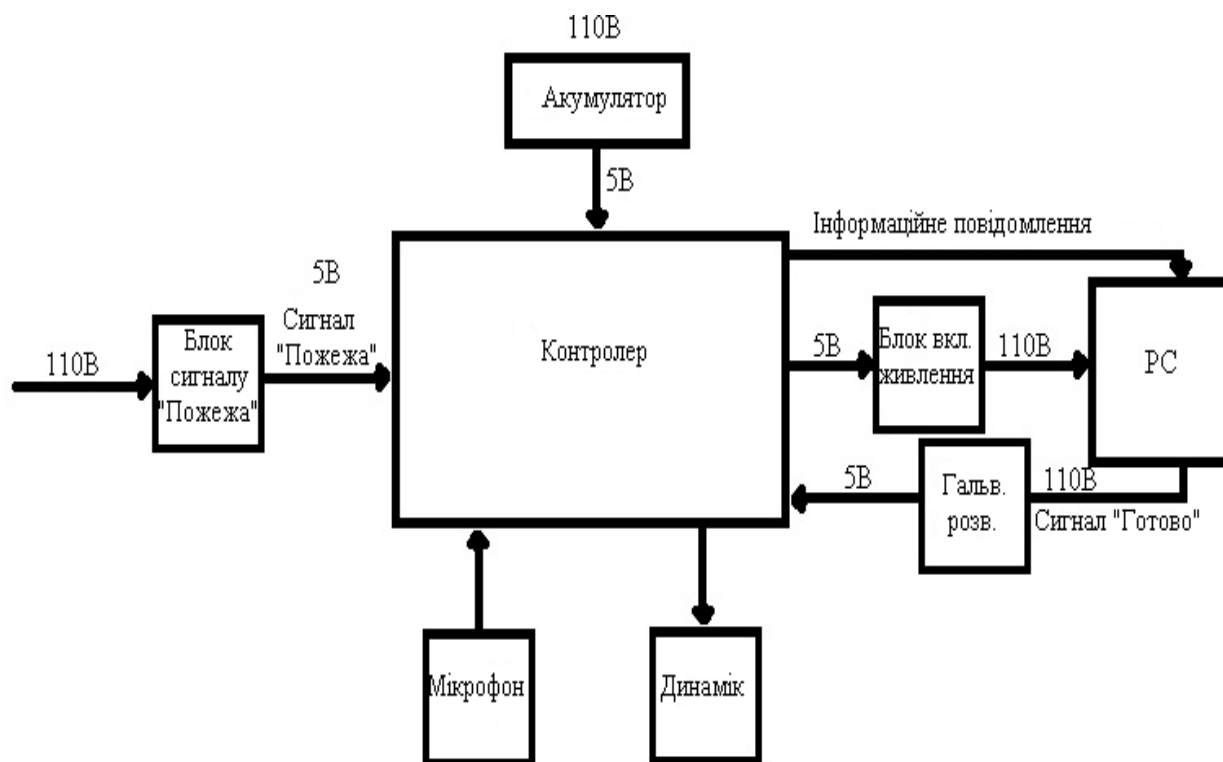 110В
Акумулятор
5В
Інформаційне повідомлення
5В
Сигнал
"Пожежа"
110В
Блок
сигналу
"Пожежа"
Контролер
5В
Блок вкл.
живлення
110В
РС
5В
Гальв.
розв.
110В
Сигнал "Готово"
Мікрофон
Динамік